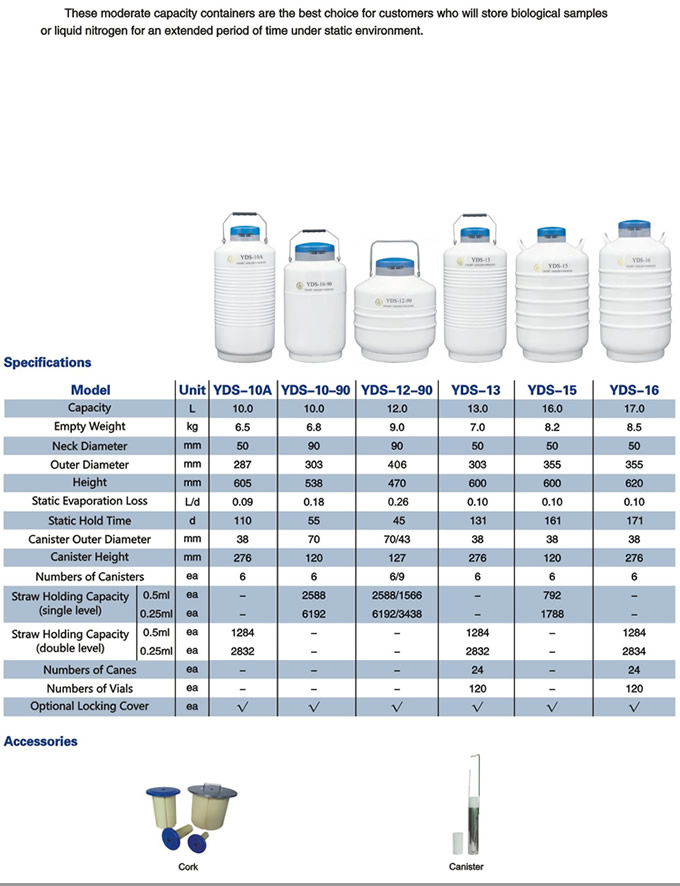 These moderate capacity containers are the best choice for customers who will store biological samples
or liquid nitrogen for an extended period of time under static environment.
YDS-10A
YDS-10-90
YDS-12-90
YDS-13
YDS-15
YDS-16
Specifications
Model Unit YDS-10A YDS-10-90 YDS-12-90 YDS-13 YDS-15 YDS-16
Capacity L 10.0 10.0 12.0 13.0 16.0 17.0
Empty Weight kg 6.5 6.8 9.0 7.0 8.2 8.5
Neck Diameter mm 50 90 90 50 50 50
Outer Diameter mm 287 303 406 303 355 355
Height mm 605 538 470 600 600 620
Static Evaporation Loss L/d 0.09 0.18 0.26 0.10 0.10 0.10
Static Hold Time d 110 55 45 131 161 171
Canister Outer Diameter mm 38 70 70/43 38 38 38
Canister Height mm 276 120 127 276 120 276
Numbers of Canisters ea 6 6 6/9 6 6 6
Straw Holding Capacity (single level) 0.5ml ea – 2588 2588/1566 – 792 –
0.25ml ea – 6192 6192/3438 – 1788 –
Straw Holding Capacity (double level) 0.5ml ea 1284 – – 1284 – 1284
0.25ml ea 2832 – – 2832 – 2834
Numbers of Canes ea – – – 24 – 24
Numbers of Vials ea – – – 120 – 120
Optional Locking Cover ea √ √ √ √ √ √
Accessories
Cork
Canister